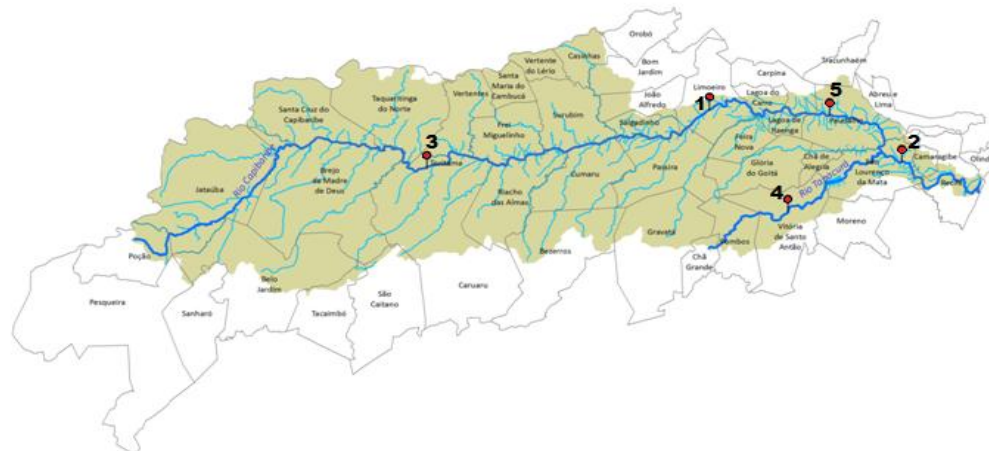 Orobó
Bom
Jardim
Casinhas
Vertente
do Lério
Santa
Maria do
Cambucá
Vertentes
Taquaritinga
do Norte
Santa Cruz do
Capibaribe
Frei
Miguelinho
Surubim
João
Alfredo
Salgadinho
Limoeiro
1
Carpina
Lagoa do
Carro
5
Abreu e
Lima
Lagoa de
Feira
Nova
2
Camaragibe
Olinda
Recife
Lourenço
da Mata
Chã de
Alegria
Glória
do Goitá
Passira
Cumaru
Riacho
das Almas
3
Brejo
da Madre
de Deus
Rio Capibaribe
Jataúba
Poção
Pesqueira
Sanharó
Belo
Jardim
Tacaimbó
São
Caitano
Caruaru
Bezerros
Gravatá
Chã
Grande
Pombos
4
Vitória
de Santo
Antão
Rio Tapacurá
Moreno